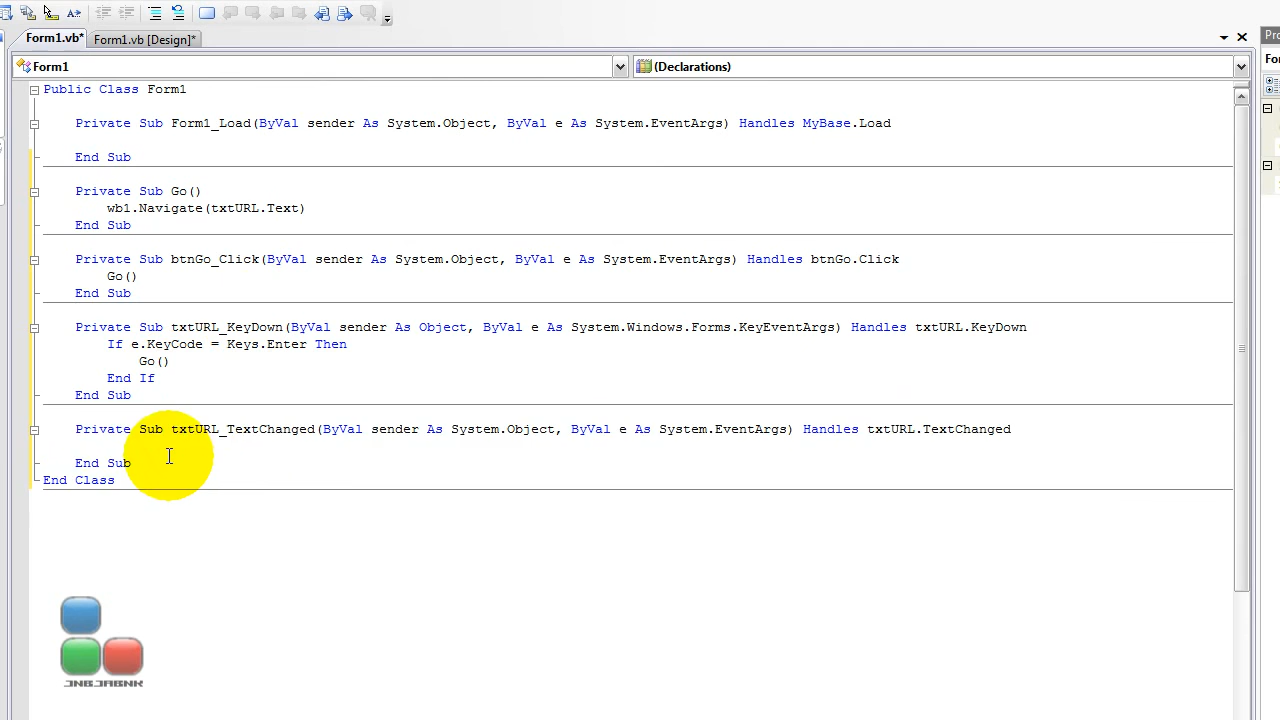 Form1.vb*
Form1.vb [Design]*
Form1
(Declarations)
Public Class Form1
Private Sub Form1_Load(ByVal sender As System.Object, ByVal e As System.EventArgs) Handles MyBase.Load
End Sub
Private Sub Go()
wb1.Navigate(txtURL.Text)
End Sub
Private Sub btnGo_Click(ByVal sender As System.Object, ByVal e As System.EventArgs) Handles btnGo.Click
Go()
End Sub
Private Sub txtURL_KeyDown(ByVal sender As Object, ByVal e As System.Windows.Forms.KeyEventArgs) Handles txtURL.KeyDown
If e.KeyCode = Keys.Enter Then
Go()
End If
End Sub
Private Sub txtURL_TextChanged(ByVal sender As System.Object, ByVal e As System.EventArgs) Handles txtURL.TextChanged
End Sub
End Class
JNBJABNK